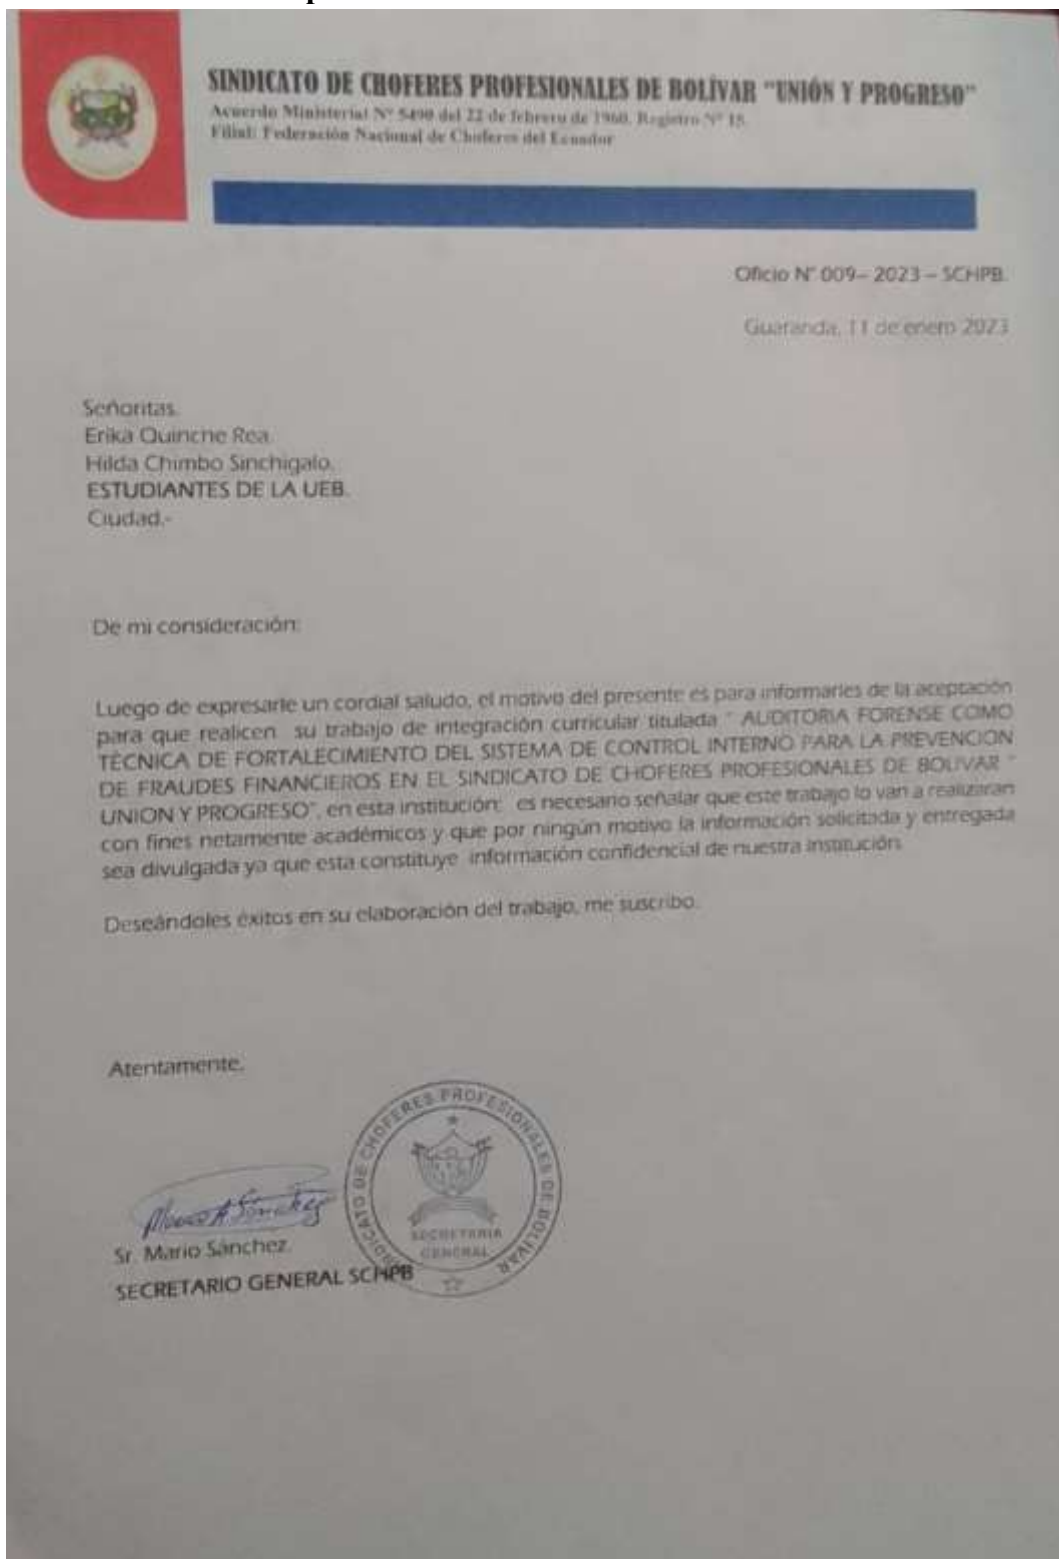 SINDICATO DE CHOFERES PROFESIONALES DE BOLÍVAR "UNIÓN Y PROGRESO"
Acuerdo Ministerial Nº 5490 del 22 de febrero de 1960. Registro Nº 15.
Filial: Federación Nacional de Choferes del Ecuador
Oficio N° 009– 2023 – SCHPB.
Guaranda, 11 de enero 2023
Señoritas.
Erika Quinche Rea.
Hilda Chimbo Sinchigalo.
ESTUDIANTES DE LA UEB.
Ciudad.-
De mi consideración:
Luego de expresarle un cordial saludo, el motivo del presente es para informarles de la aceptación
para que realicen su trabajo de integración curricular titulada " AUDITORIA FORENSE COMO
TÉCNICA DE FORTALECIMIENTO DEL SISTEMA DE CONTROL INTERNO PARA LA PREVENCION
DE FRAUDES FINANCIEROS EN EL SINDICATO DE CHOFERES PROFESIONALES DE BOLIVAR "
UNION Y PROGRESO", en esta institución; es necesario señalar que este trabajo lo van a realizaran
con fines netamente académicos y que por ningún motivo la información solicitada y entregada
sea divulgada ya que esta constituye información confidencial de nuestra institución.
Deseándoles éxitos en su elaboración del trabajo, me suscribo.
Atentamente,
SINDICATO DE CHOFERES PROFESIONALES DE BOLIVAR
SECRETARIA
GENERAL
Sr. Mario Sánchez.
SECRETARIO GENERAL SCHPB